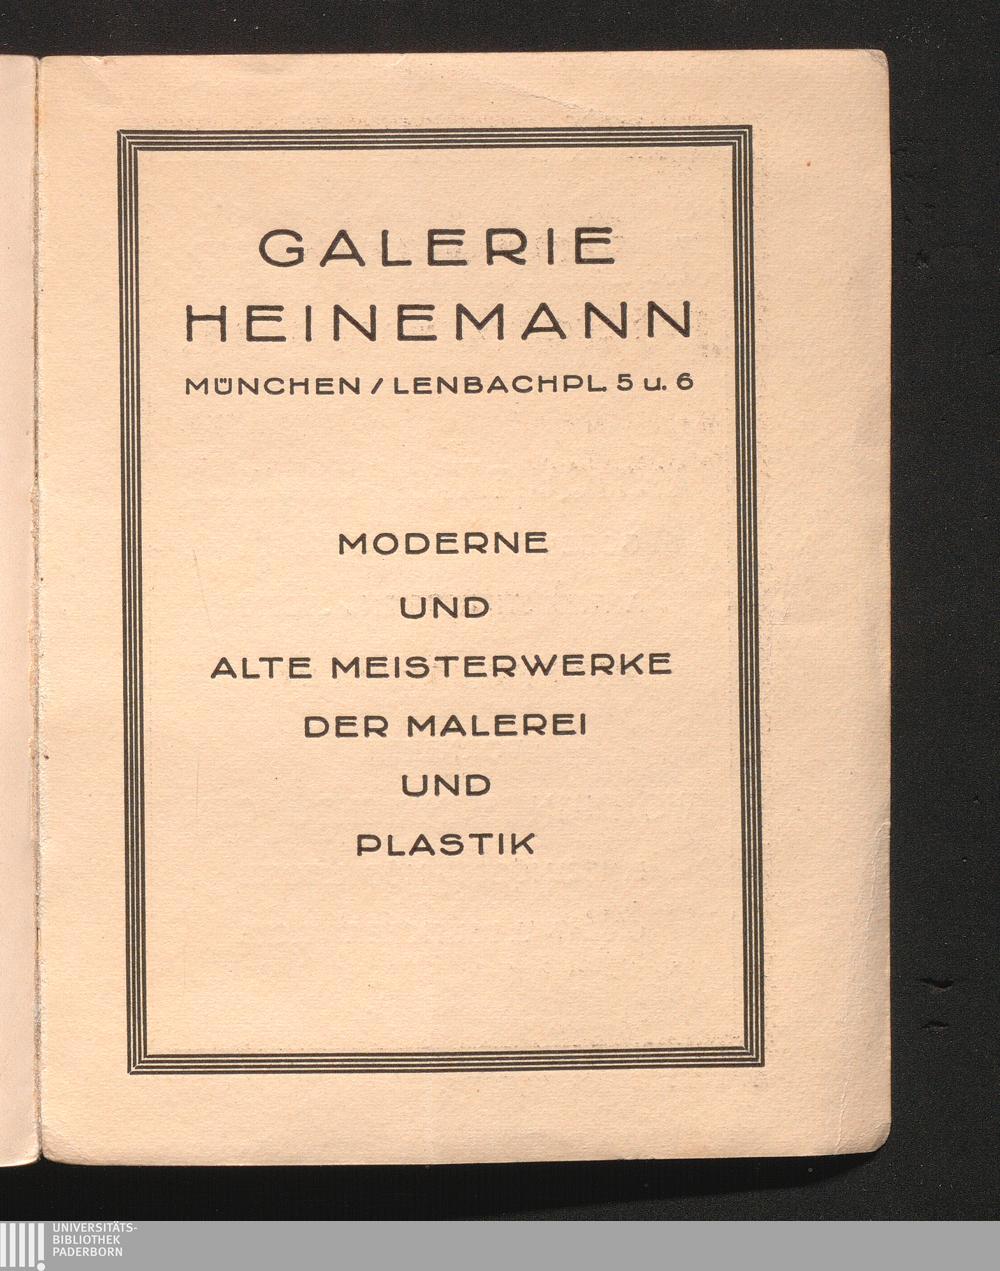 GALERIE
HEINEMANN
MÜNCHEN / LENBACHPL. 5 u. 6
MODERNE
UND
ALTE MEISTERWERKE
DER MALEREI
UND
PLASTIK
UNIVERSITÄTS-
BIBLIOTHEK
PADERBORN